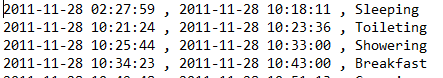 2011-11-28 02:27:59 , 2011-11-28 10:18:11 , Sleeping
2011-11-28 10:21:24 , 2011-11-28 10:23:36 , Toileting
2011-11-28 10:25:44 , 2011-11-28 10:33:00 , Showering
2011-11-28 10:34:23 , 2011-11-28 10:43:00 , Breakfast